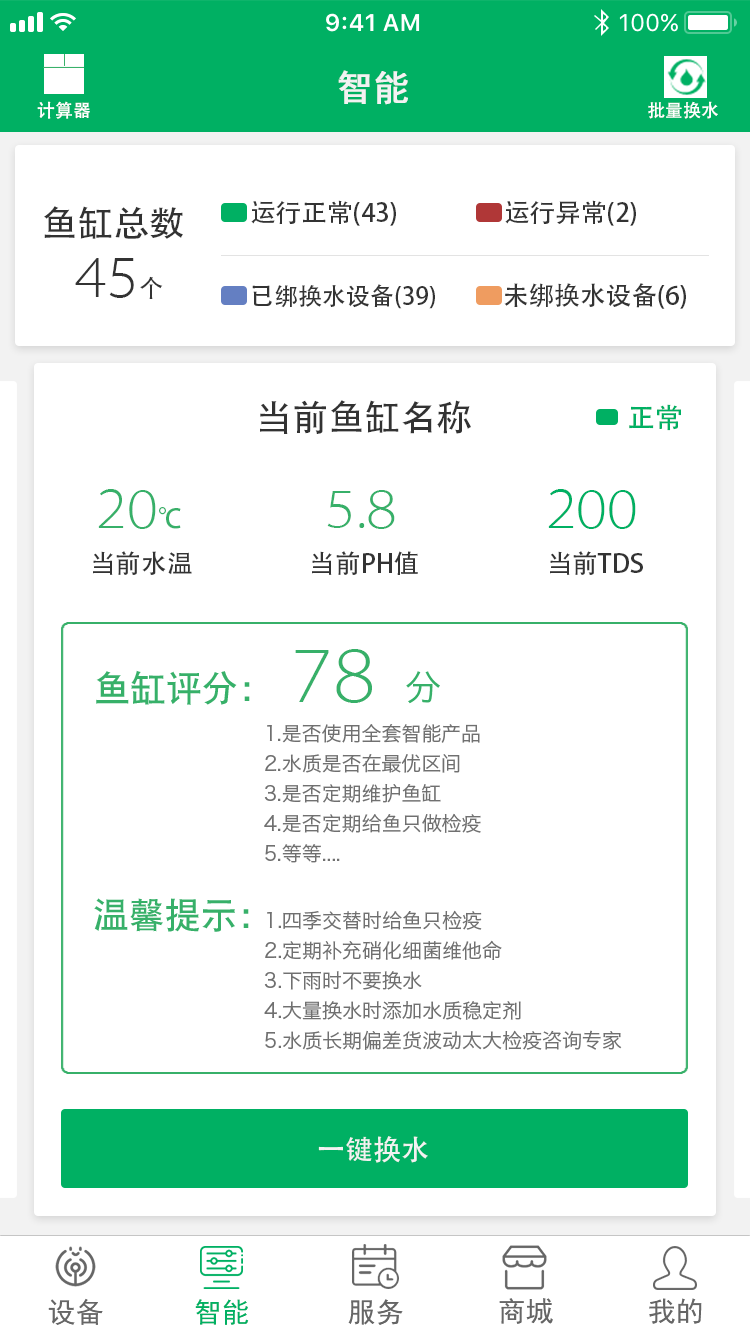 9:41 AM 100%
计算器 智能 批量换水
鱼缸总数 运行正常(43) 运行异常(2)
45个 已绑换水设备(39) 未绑换水设备(6)
当前鱼缸名称 正常
20℃ 5.8 200
当前水温 当前PH值 当前TDS
鱼缸评分: 78 分
1.是否使用全套智能产品
2.水质是否在最优区间
3.是否定期维护鱼缸
4.是否定期给鱼只做检疫
5.等等....
温馨提示: 1.四季交替时给鱼只检疫
2.定期补充硝化细菌维他命
3.下雨时不要换水
4.大量换水时添加水质稳定剂
5.水质长期偏差货波动太大检疫咨询专家
一键换水
设备 智能 服务 商城 我的